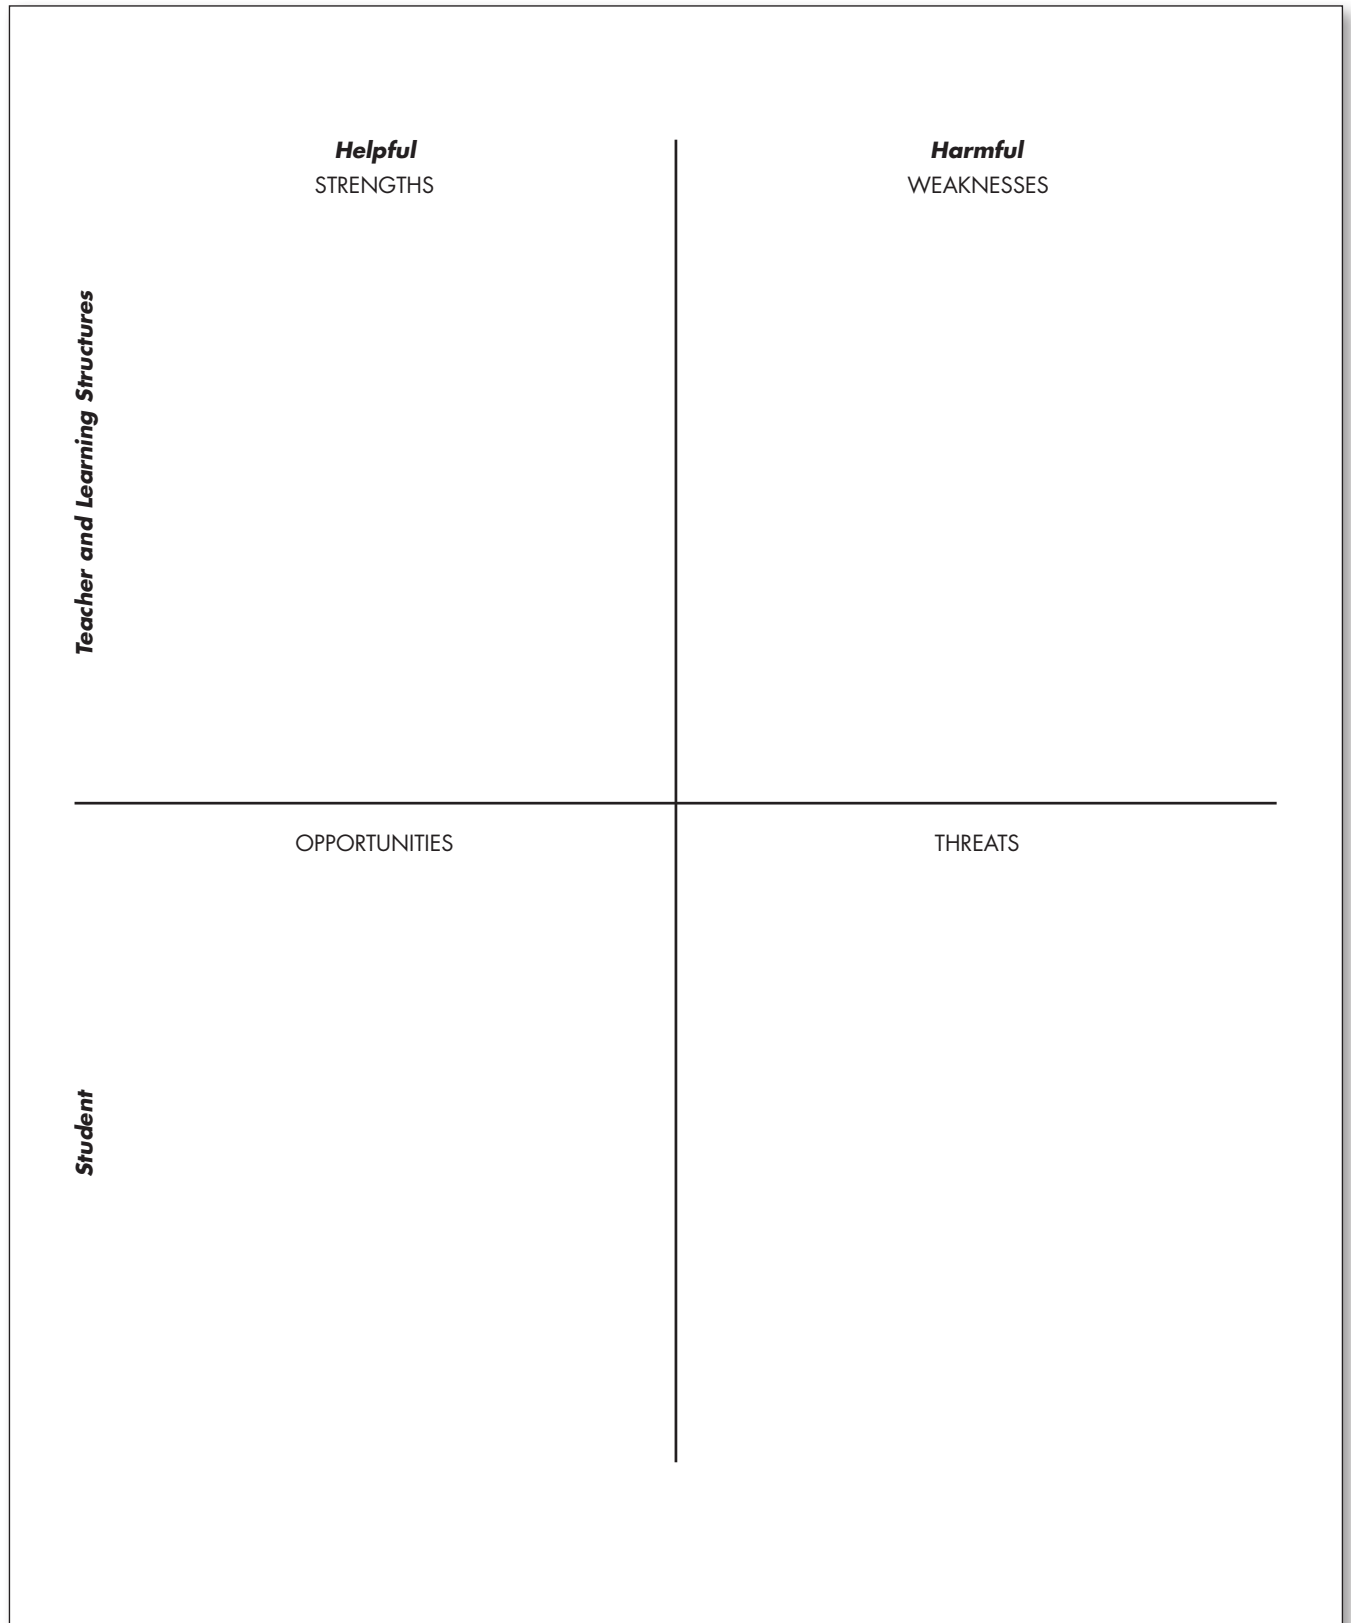 Helpful
STRENGTHS
Harmful
WEAKNESSES
Teacher and Learning Structures
OPPORTUNITIES
THREATS
Student